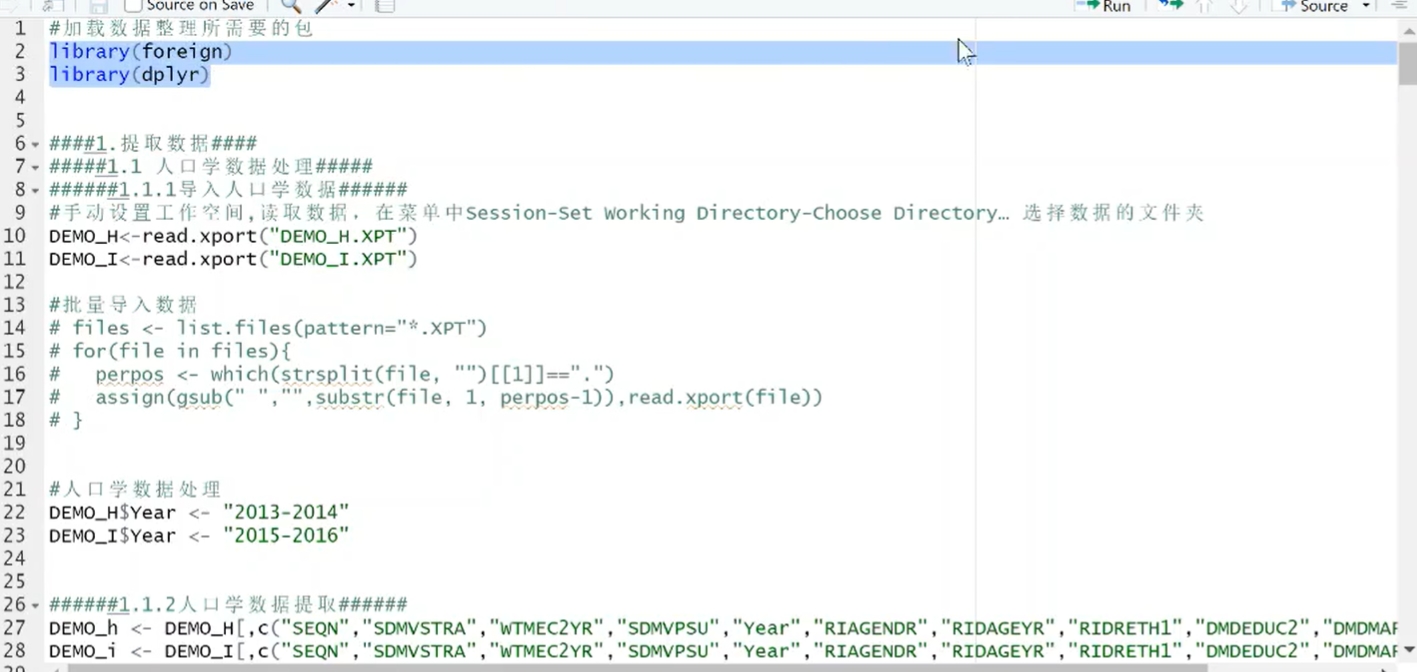 Source on Save Run Source
1 #加载数据整理所需要的包
2 library(foreign)
3 library(dplyr)
4
5
6 ####1.提取数据####
7 #####1.1 人口学数据处理#####
8 ######1.1.1导入人口学数据######
9 #手动设置工作空间,读取数据，在菜单中Session-Set Working Directory-Choose Directory… 选择数据的文件夹
10 DEMO_H<-read.xport("DEMO_H.XPT")
11 DEMO_I<-read.xport("DEMO_I.XPT")
12
13 #批量导入数据
14 # files <- list.files(pattern="*.XPT")
15 # for(file in files){
16 #   perpos <- which(strsplit(file, "")[[1]]==".")
17 #   assign(gsub(" ","",substr(file, 1, perpos-1)),read.xport(file))
18 # }
19
20
21 #人口学数据处理
22 DEMO_H$Year <- "2013-2014"
23 DEMO_I$Year <- "2015-2016"
24
25
26 ######1.1.2人口学数据提取######
27 DEMO_h <- DEMO_H[,c("SEQN","SDMVSTRA","WTMEC2YR","SDMVPSU","Year","RIAGENDR","RIDAGEYR","RIDRETH1","DMDEDUC2","DMDMAR
28 DEMO_i <- DEMO_I[,c("SEQN","SDMVSTRA","WTMEC2YR","SDMVPSU","Year","RIAGENDR","RIDAGEYR","RIDRETH1","DMDEDUC2","DMDMAR